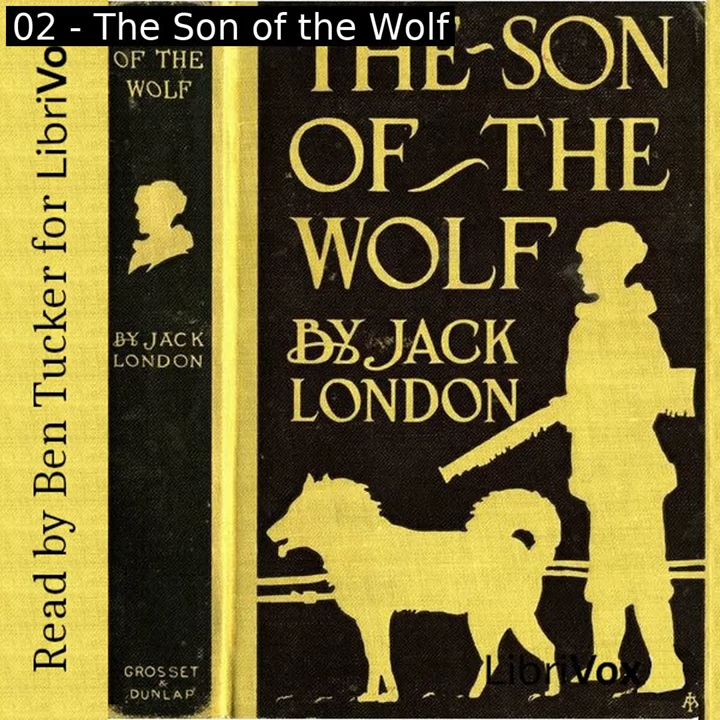 02 - The Son of the Wolf
Read by Ben Tucker for LibriVo
OF THE
WOLF
BY JACK
LONDON
GROSSET
&
DUNLAP
THE-SON
OF THE
WOLF
BY JACK
LONDON
LibriVox